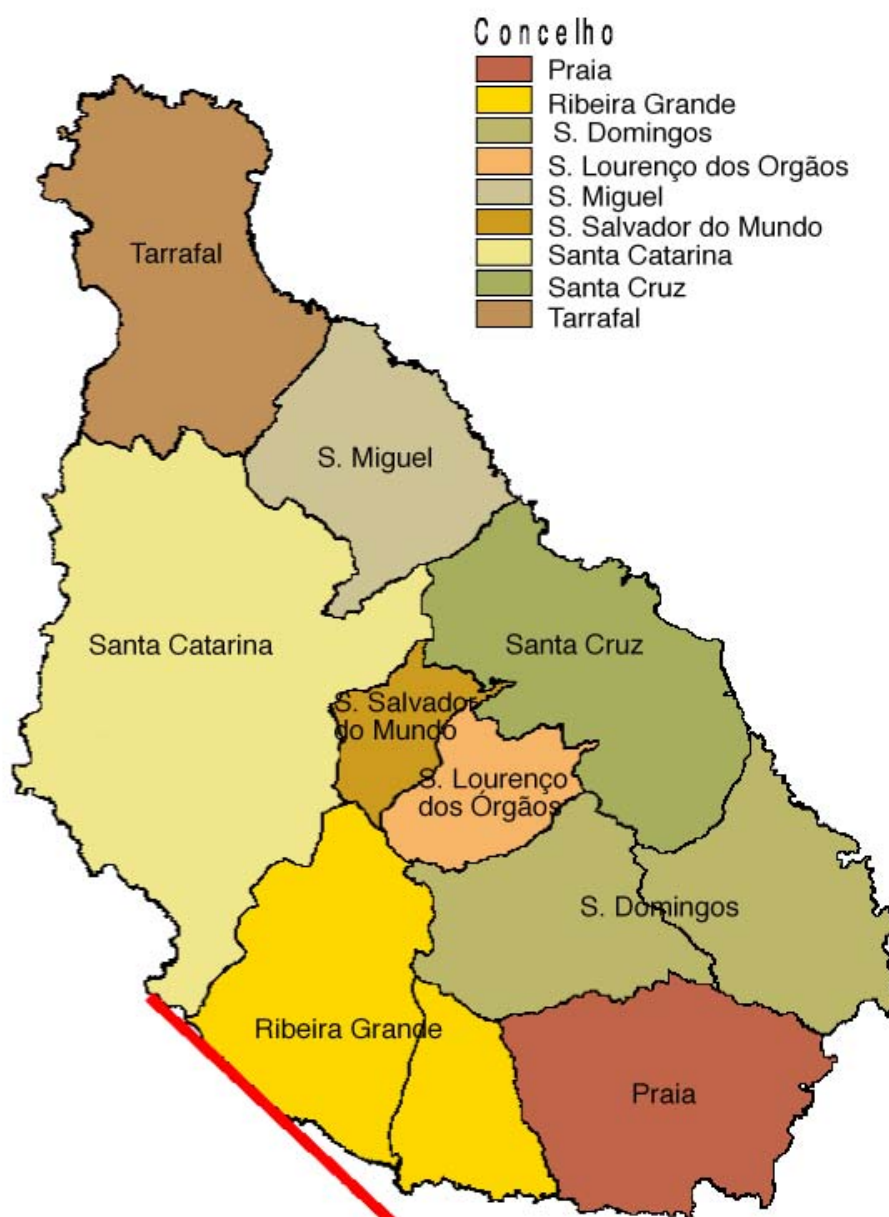 Concelho
Praia
Ribeira Grande
S. Domingos
S. Lourenço dos Orgãos
S. Miguel
S. Salvador do Mundo
Santa Catarina
Santa Cruz
Tarrafal
Tarrafal
S. Miguel
Santa Catarina
Santa Cruz
S. Salvador
do Mundo
S. Lourenço
dos Órgãos
S. Domingos
Ribeira Grande
Praia